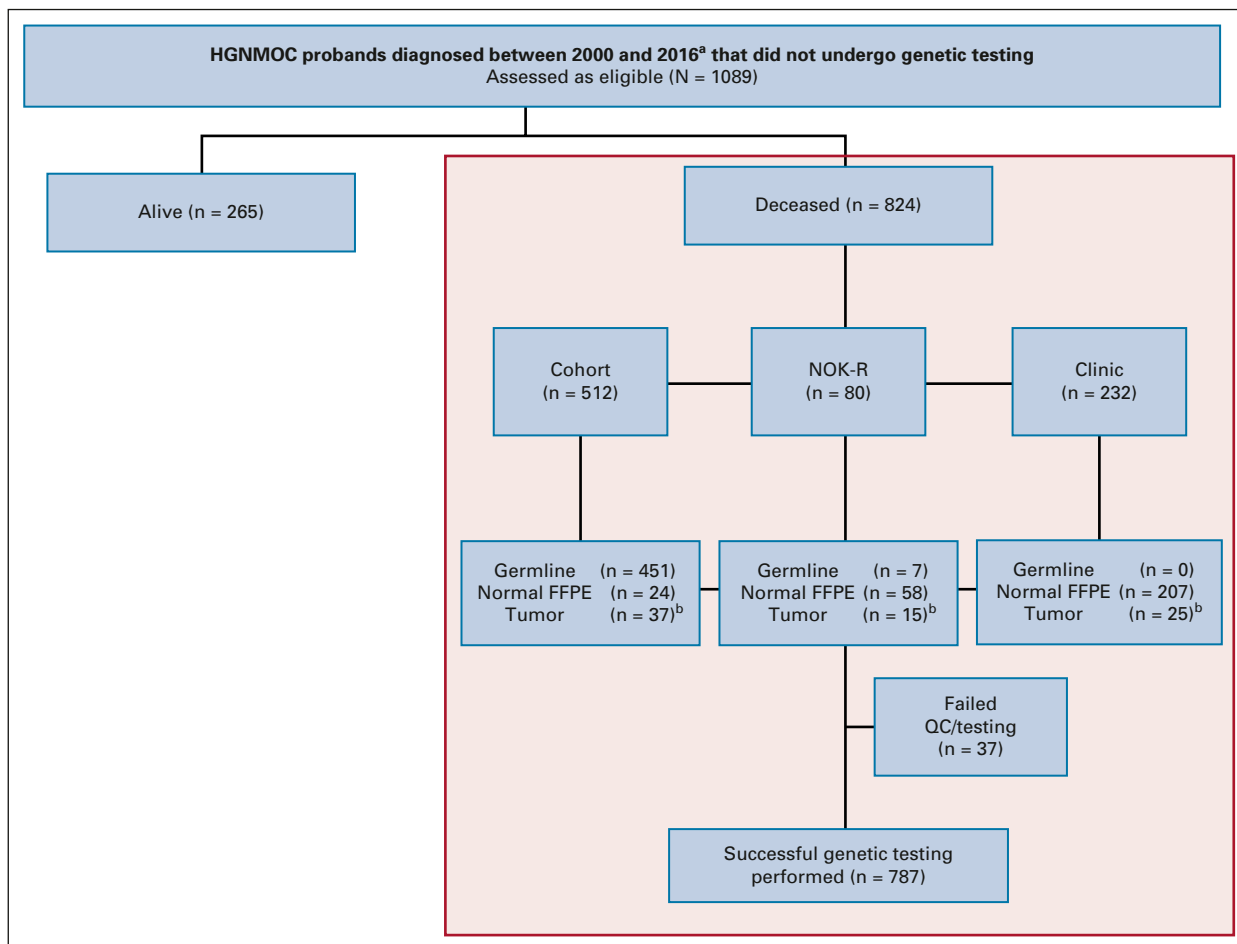 HGNMOC probands diagnosed between 2000 and 2016a that did not undergo genetic testing
Assessed as eligible (N = 1089)
Alive (n = 265)
Deceased (n = 824)
Cohort
(n = 512)
NOK-R
(n = 80)
Clinic
(n = 232)
Germline (n = 451)
Normal FFPE (n = 24)
Tumor (n = 37)b
Germline (n = 7)
Normal FFPE (n = 58)
Tumor (n = 15)b
Germline (n = 0)
Normal FFPE (n = 207)
Tumor (n = 25)b
Failed
QC/testing
(n = 37)
Successful genetic testing
performed (n = 787)